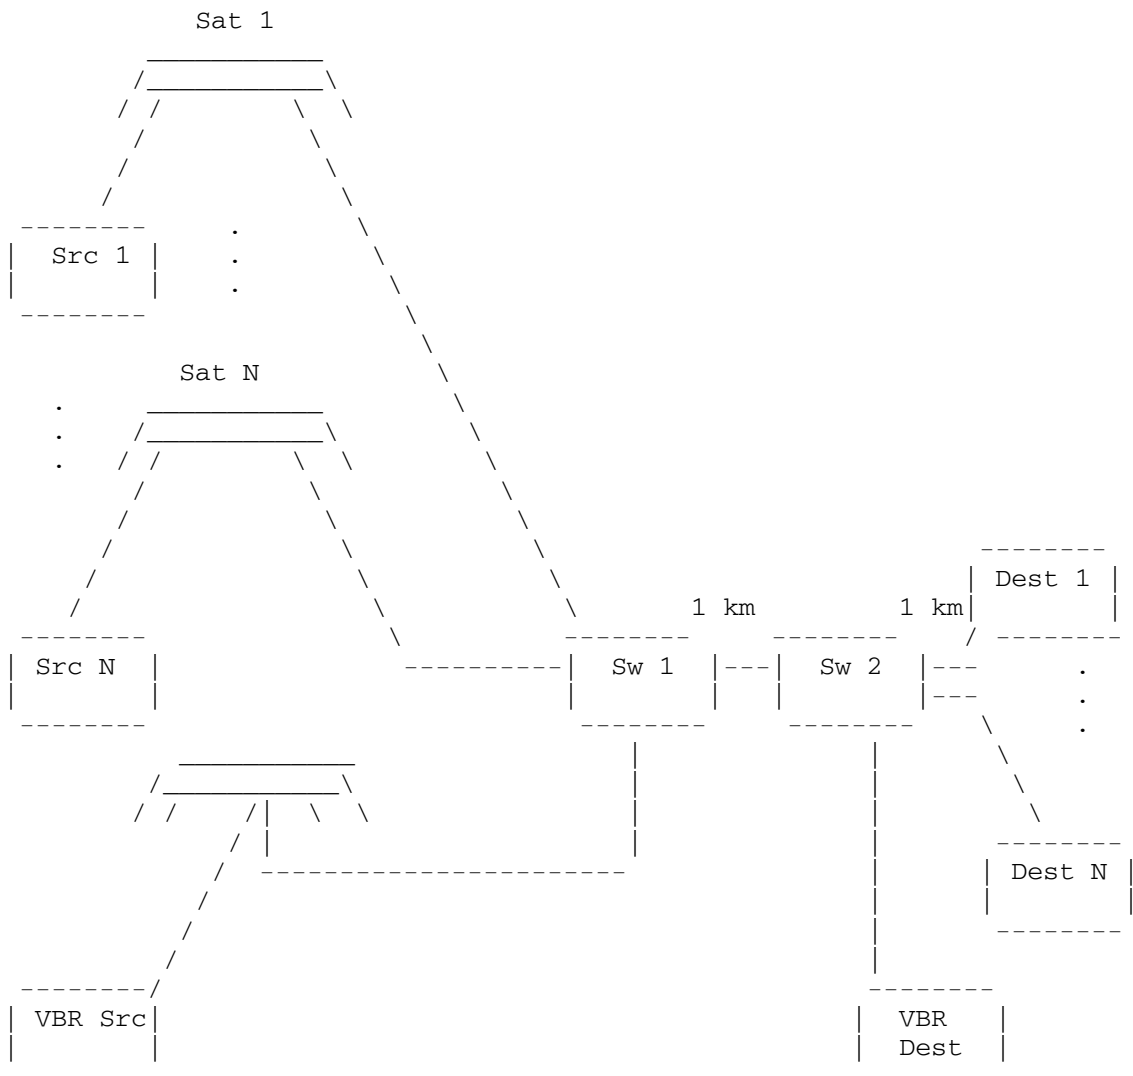 Sat 1
Src 1
Sat N
Dest 1
1 km 1 km
Src N Sw 1 Sw 2
Dest N
VBR Src VBR
Dest